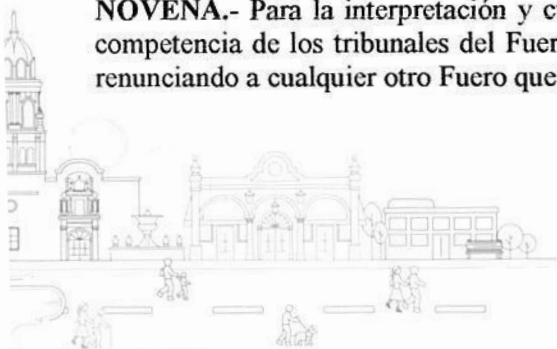 NOVENA.- Para la interpretación y c
competencia de los tribunales del Fuer
renunciando a cualquier otro Fuero que